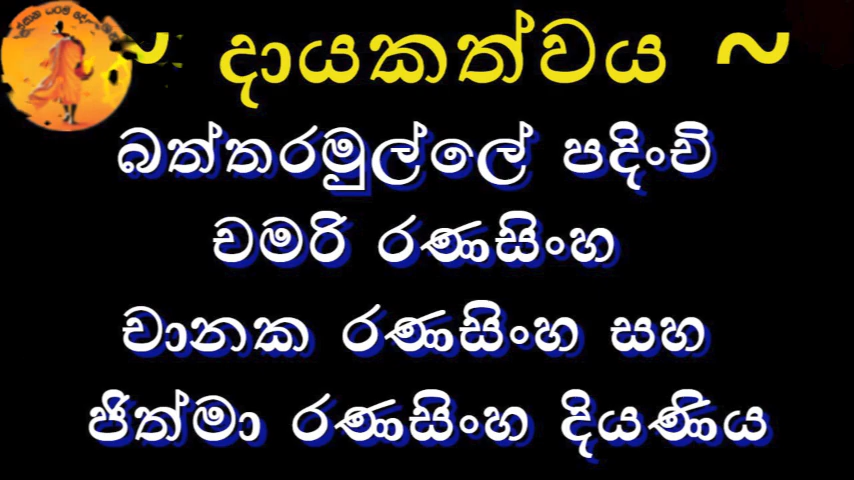 ~ දායකත්වය ~
බත්තරමුල්ලේ පදිංචි
චමරි රණසිංහ
චානක රණසිංහ සහ
ජිත්මා රණසිංහ දියණිය